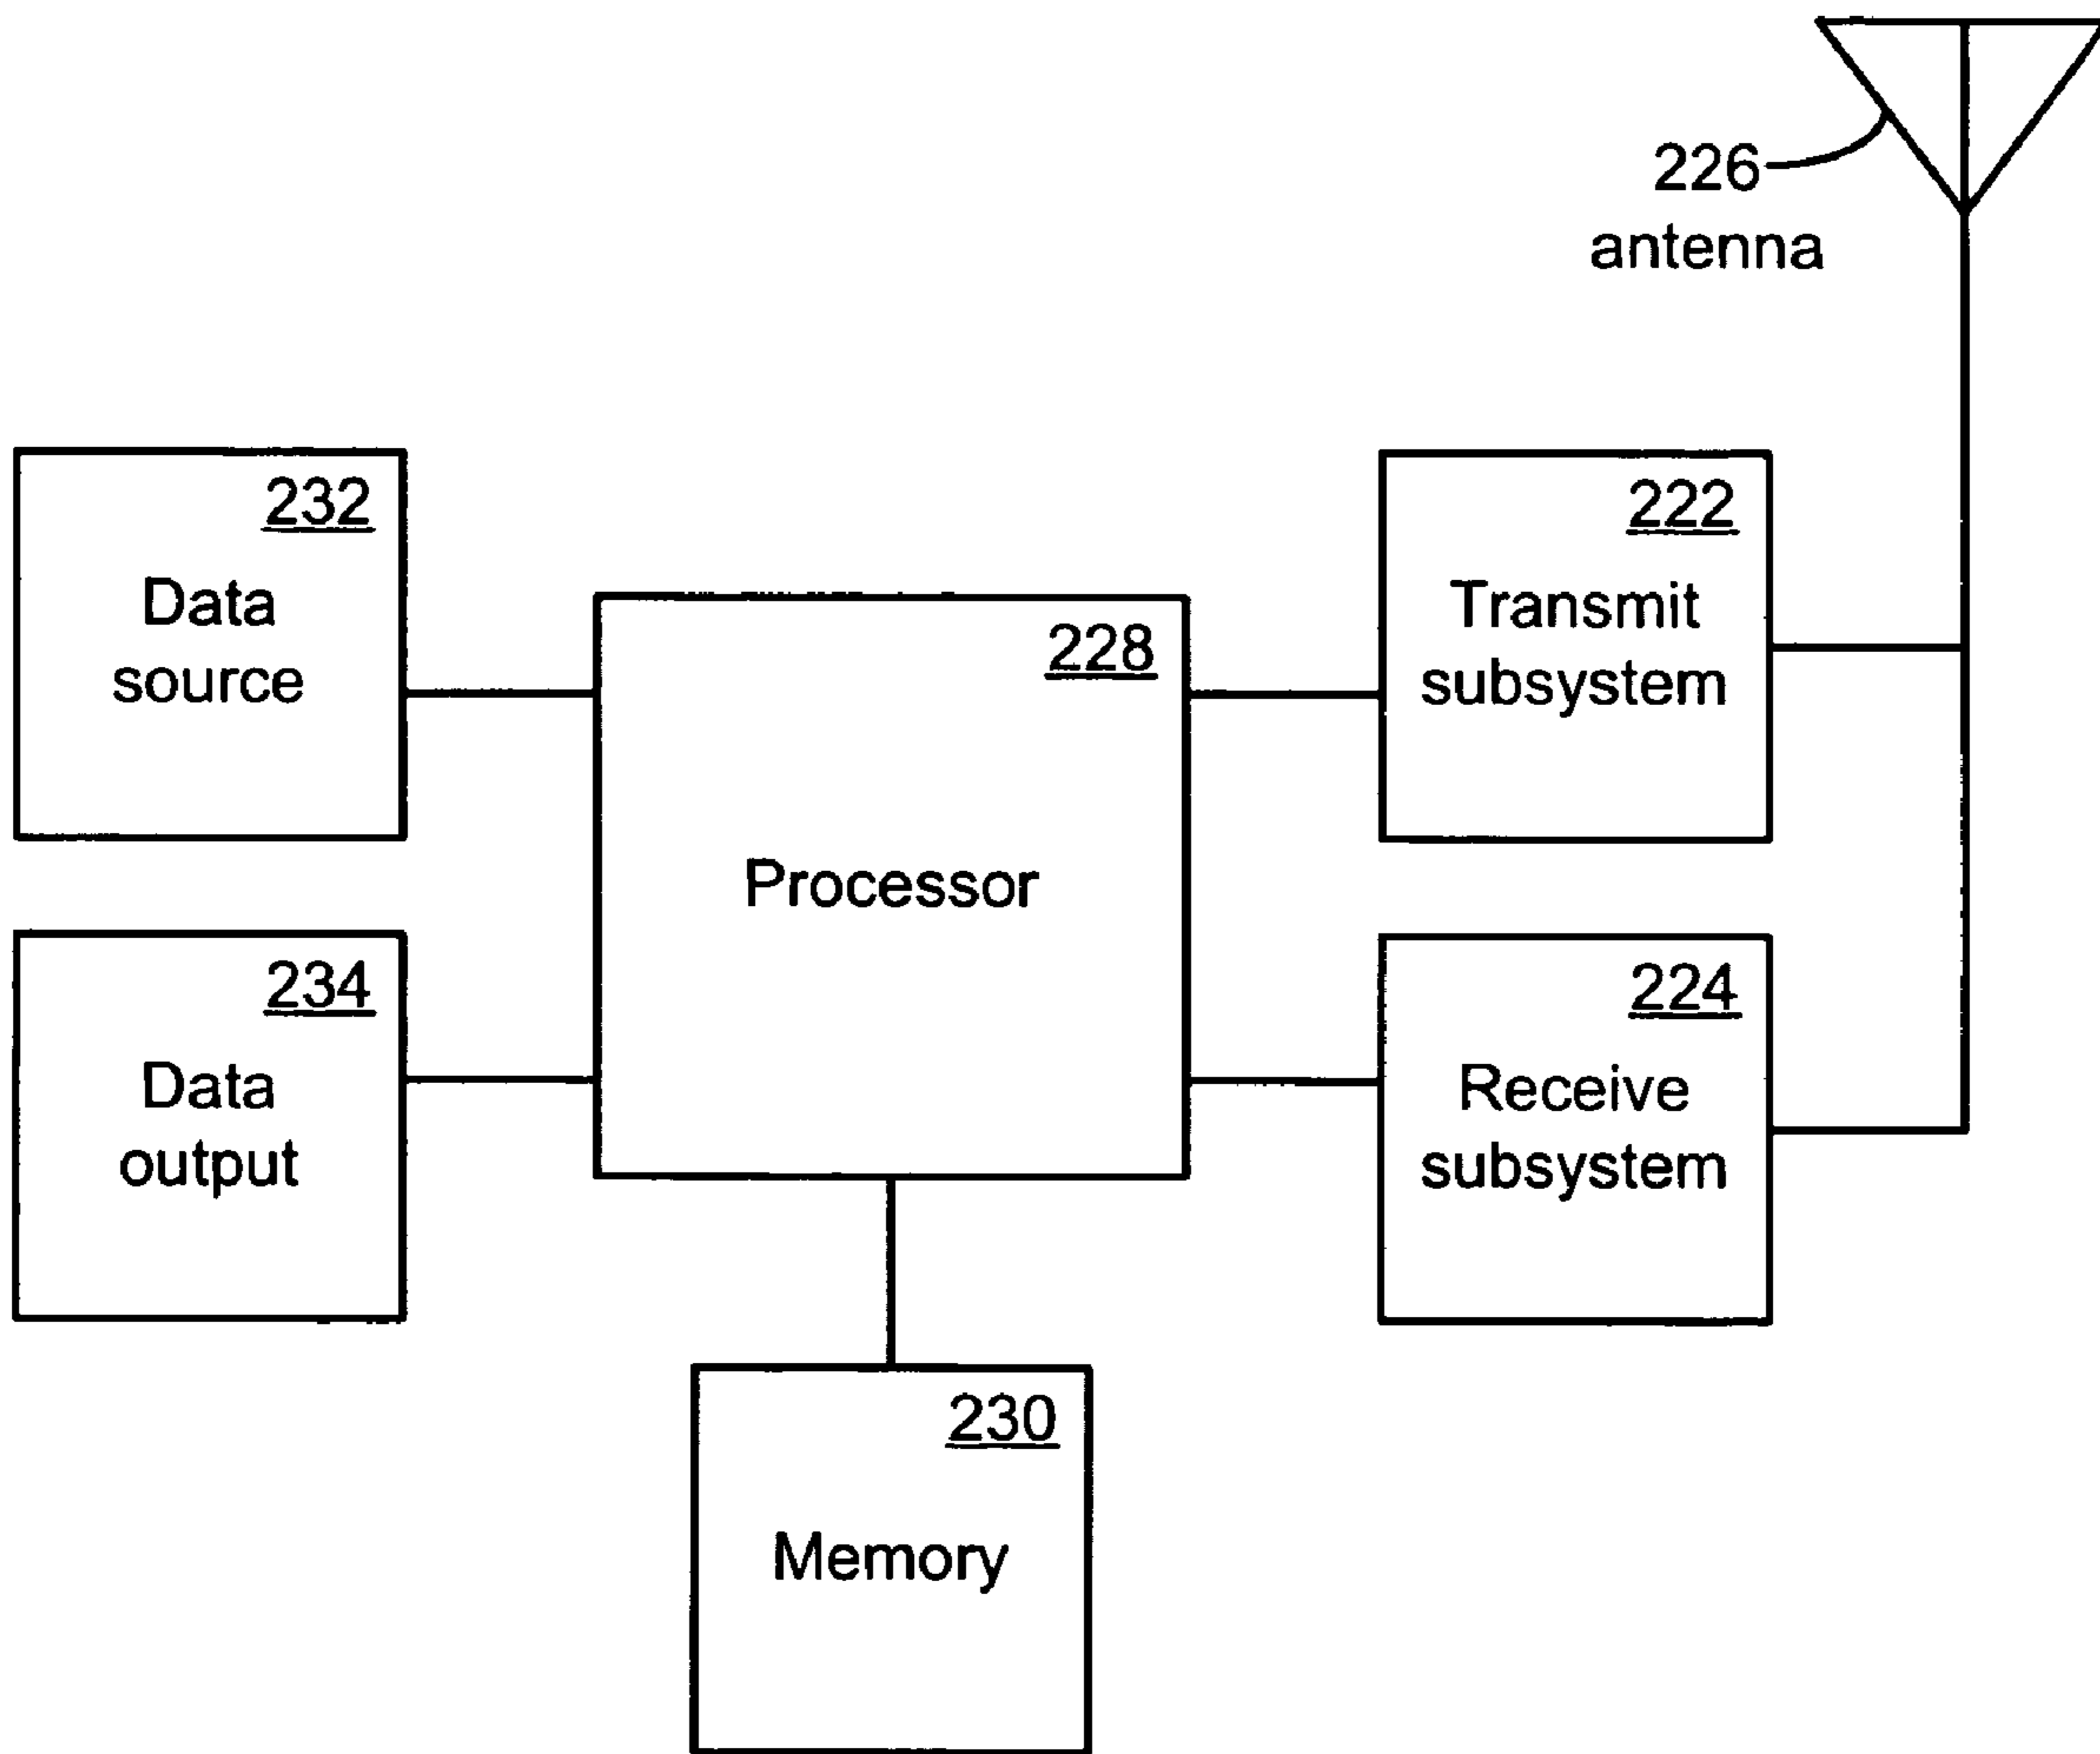 226
antenna
232
Data
source
222
Transmit
subsystem
228
Processor
234
Data
output
224
Receive
subsystem
230
Memory